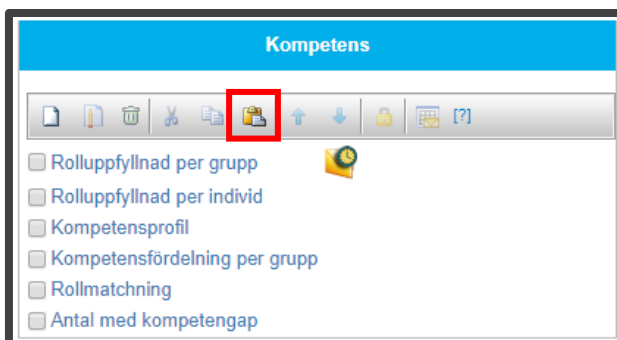 Kompetens
[?]
Rolluppfyllnad per grupp
Rolluppfyllnad per individ
Kompetensprofil
Kompetensfördelning per grupp
Rollmatchning
Antal med kompetengap